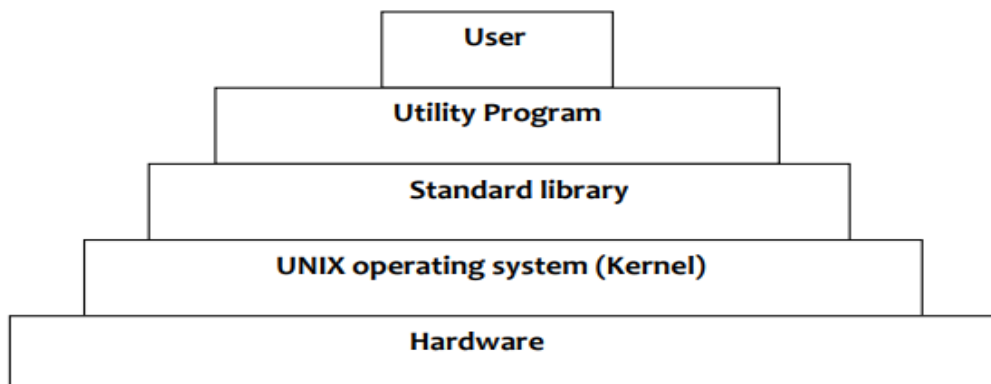 User
Utility Program
Standard library
UNIX operating system (Kernel)
Hardware